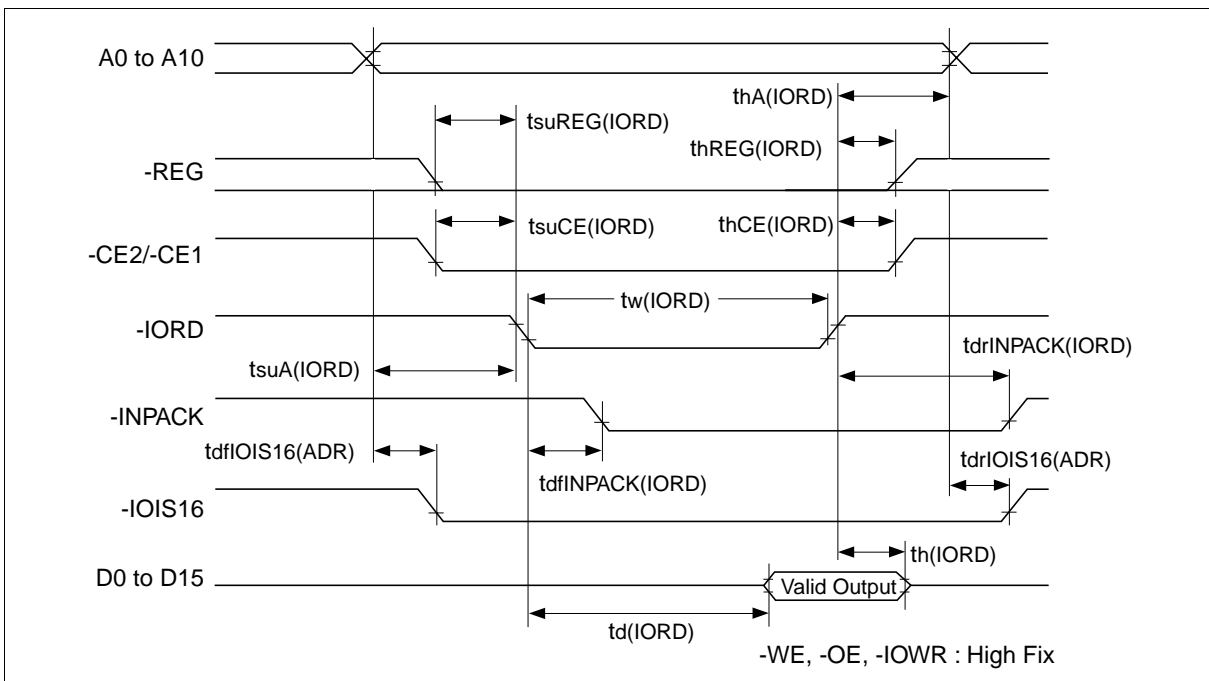 A0 to A10
thA(IORD)
tsuREG(IORD)
thREG(IORD)
-REG
tsuCE(IORD)
thCE(IORD)
-CE2/-CE1
tw(IORD)
-IORD
tdrINPACK(IORD)
tsuA(IORD)
-INPACK
tdfIOIS16(ADR)
tdrIOIS16(ADR)
tdfINPACK(IORD)
-IOIS16
th(IORD)
D0 to D15
Valid Output
td(IORD)
-WE, -OE, -IOWR : High Fix